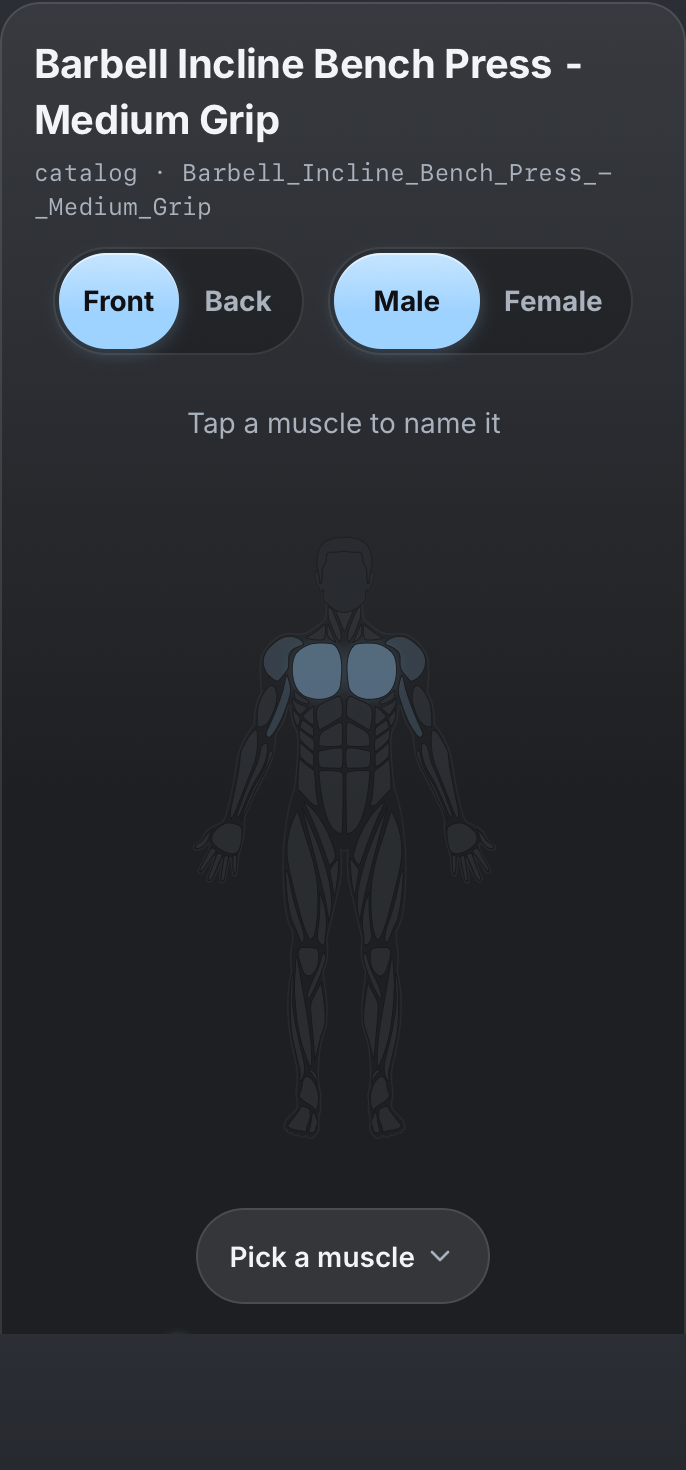 Barbell Incline Bench Press -
Medium Grip
catalog · Barbell_Incline_Bench_Press_-
_Medium_Grip
Front Back Male Female
Tap a muscle to name it
Pick a muscle